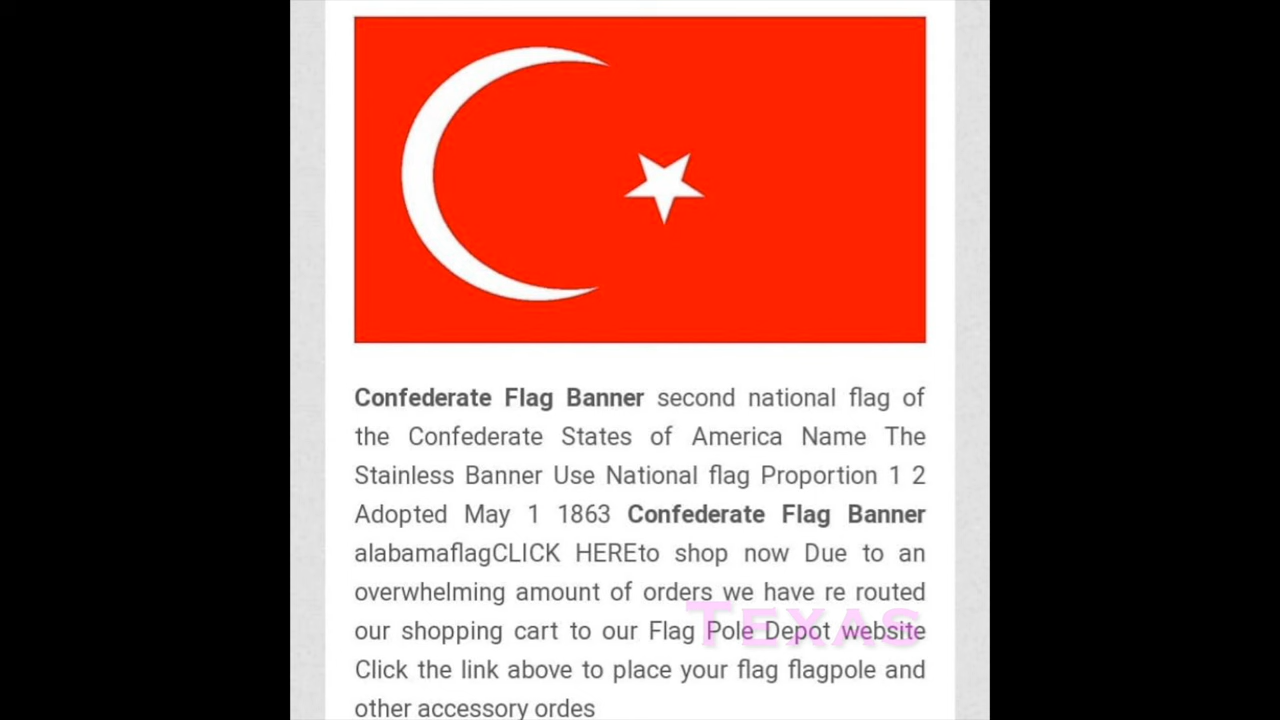 Confederate Flag Banner second national flag of
the Confederate States of America Name The
Stainless Banner Use National flag Proportion 1 2
Adopted May 1 1863 Confederate Flag Banner
alabamaflagCLICK HEREto shop now Due to an
overwhelming amount of orders we have re routed
our shopping cart to our Flag Pole Depot website
Click the link above to place your flag flagpole and
other accessory ordes
TEXAS